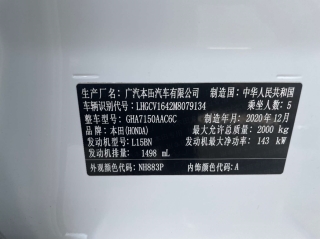 生产厂名: 广汽本田汽车有限公司 制造国: 中华人民共和国
车辆识别代号: LHGCV1642M8079134 乘坐人数: 5
整车型号: GHA7150AAC6C 制造年月: 2020年12月
品牌: 本田(HONDA) 最大允许总质量: 2000 kg
发动机型号: L15BN 发动机最大净功率: 143 kW
发动机排量: 1498 mL
外观颜色代号: NH883P 内饰颜色代号: A